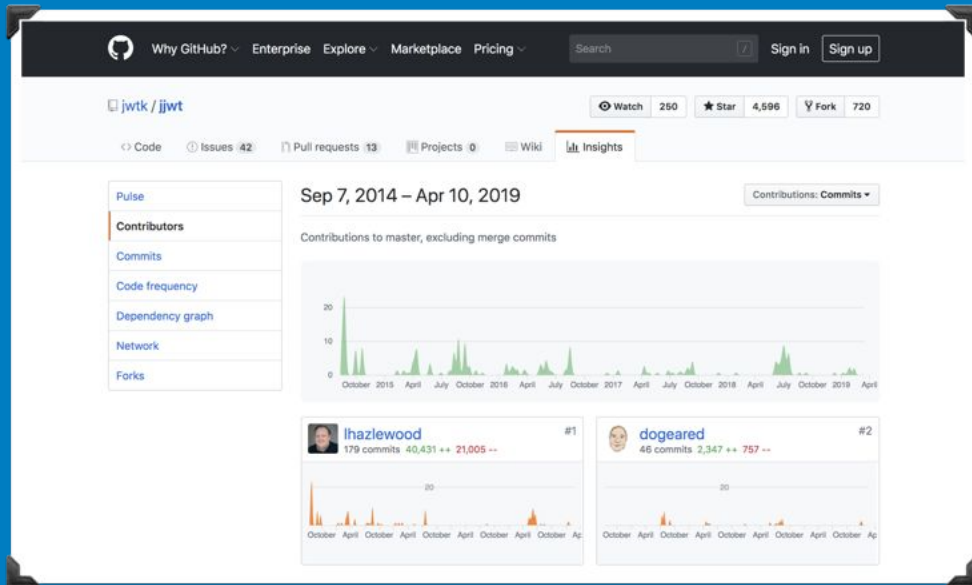 Why GitHub? Enterprise Explore Marketplace Pricing Search / Sign in Sign up
jwtk / jjwt Watch 250 Star 4,596 Fork 720
Code Issues 42 Pull requests 13 Projects 0 Wiki Insights
Pulse
Contributors
Commits
Code frequency
Dependency graph
Network
Forks
Sep 7, 2014 – Apr 10, 2019 Contributions: Commits
Contributions to master, excluding merge commits
20
10
0
October 2015 April July October 2016 April July October 2017 April July October 2018 April July October 2019 April
lhazlewood #1
179 commits 40,431 ++ 21,005 --
20
October April October April October April October April October Ap
dogeared #2
46 commits 2,347 ++ 757 --
20
October April October April October April October April October Ap